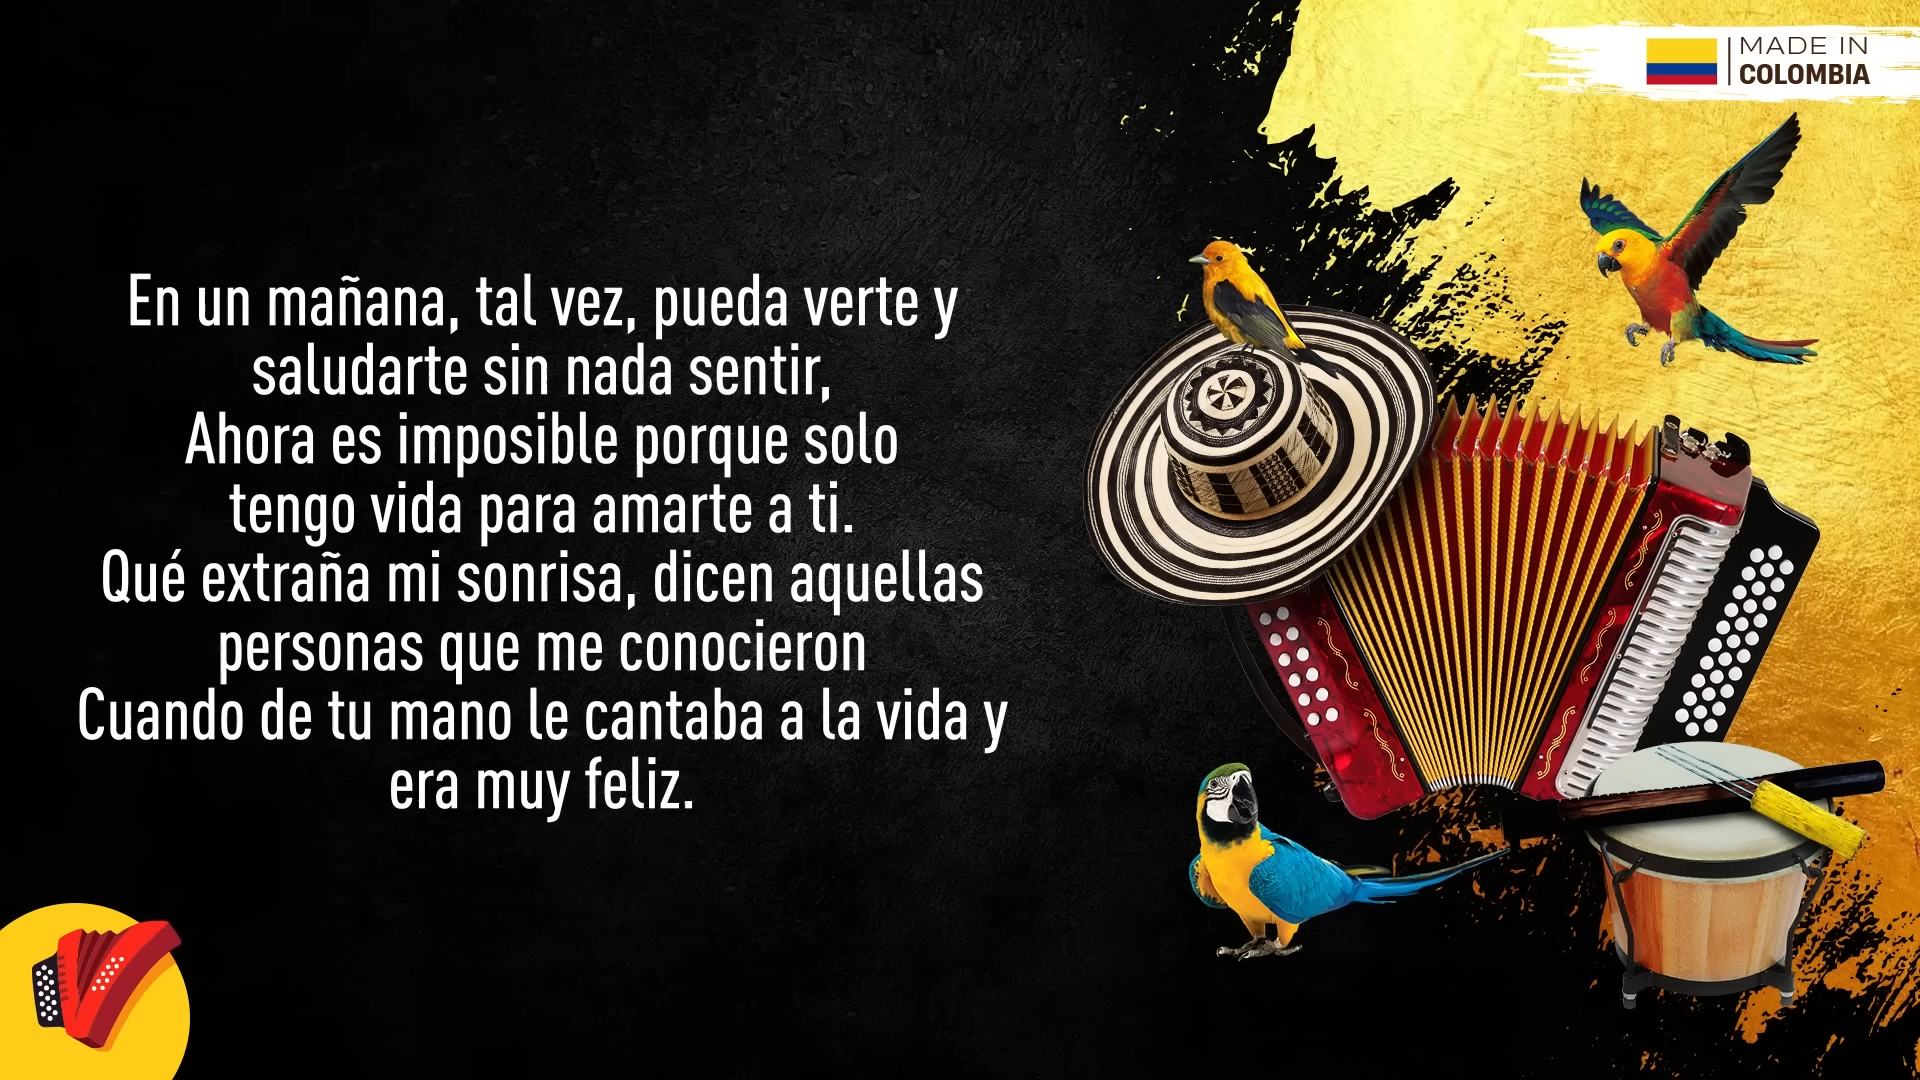 MADE IN
COLOMBIA
En un mañana, tal vez, pueda verte y
saludarte sin nada sentir,
Ahora es imposible porque solo
tengo vida para amarte a ti.
Qué extraña mi sonrisa, dicen aquellas
personas que me conocieron
Cuando de tu mano le cantaba a la vida y
era muy feliz.